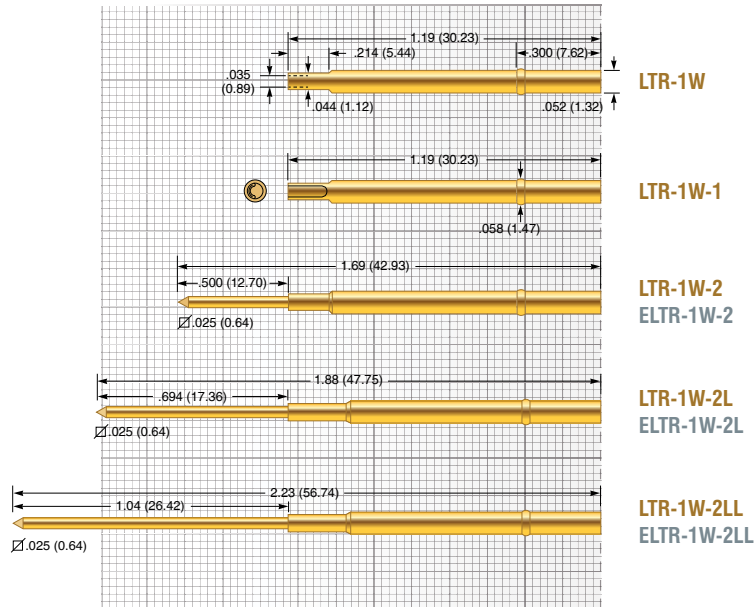 1.19 (30.23)
.214 (5.44)
.300 (7.62)
.035
(0.89)
.044 (1.12)
.052 (1.32)
LTR-1W
1.19 (30.23)
.058 (1.47)
LTR-1W-1
1.69 (42.93)
.500 (12.70)
.025 (0.64)
LTR-1W-2
ELTR-1W-2
1.88 (47.75)
.694 (17.36)
.025 (0.64)
LTR-1W-2L
ELTR-1W-2L
2.23 (56.74)
1.04 (26.42)
.025 (0.64)
LTR-1W-2LL
ELTR-1W-2LL